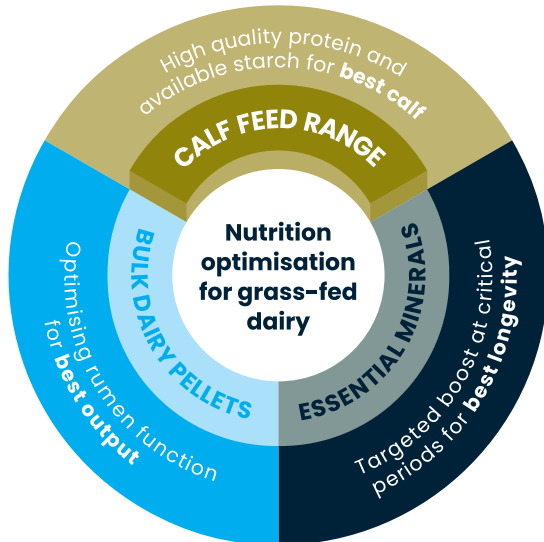 High quality protein and
available starch for best calf
CALF FEED RANGE
Nutrition
optimisation
for grass-fed
dairy
BULK DAIRY PELLETS
Optimising rumen function
for best output
ESSENTIAL MINERALS
Targeted boost at critical
periods for best longevity